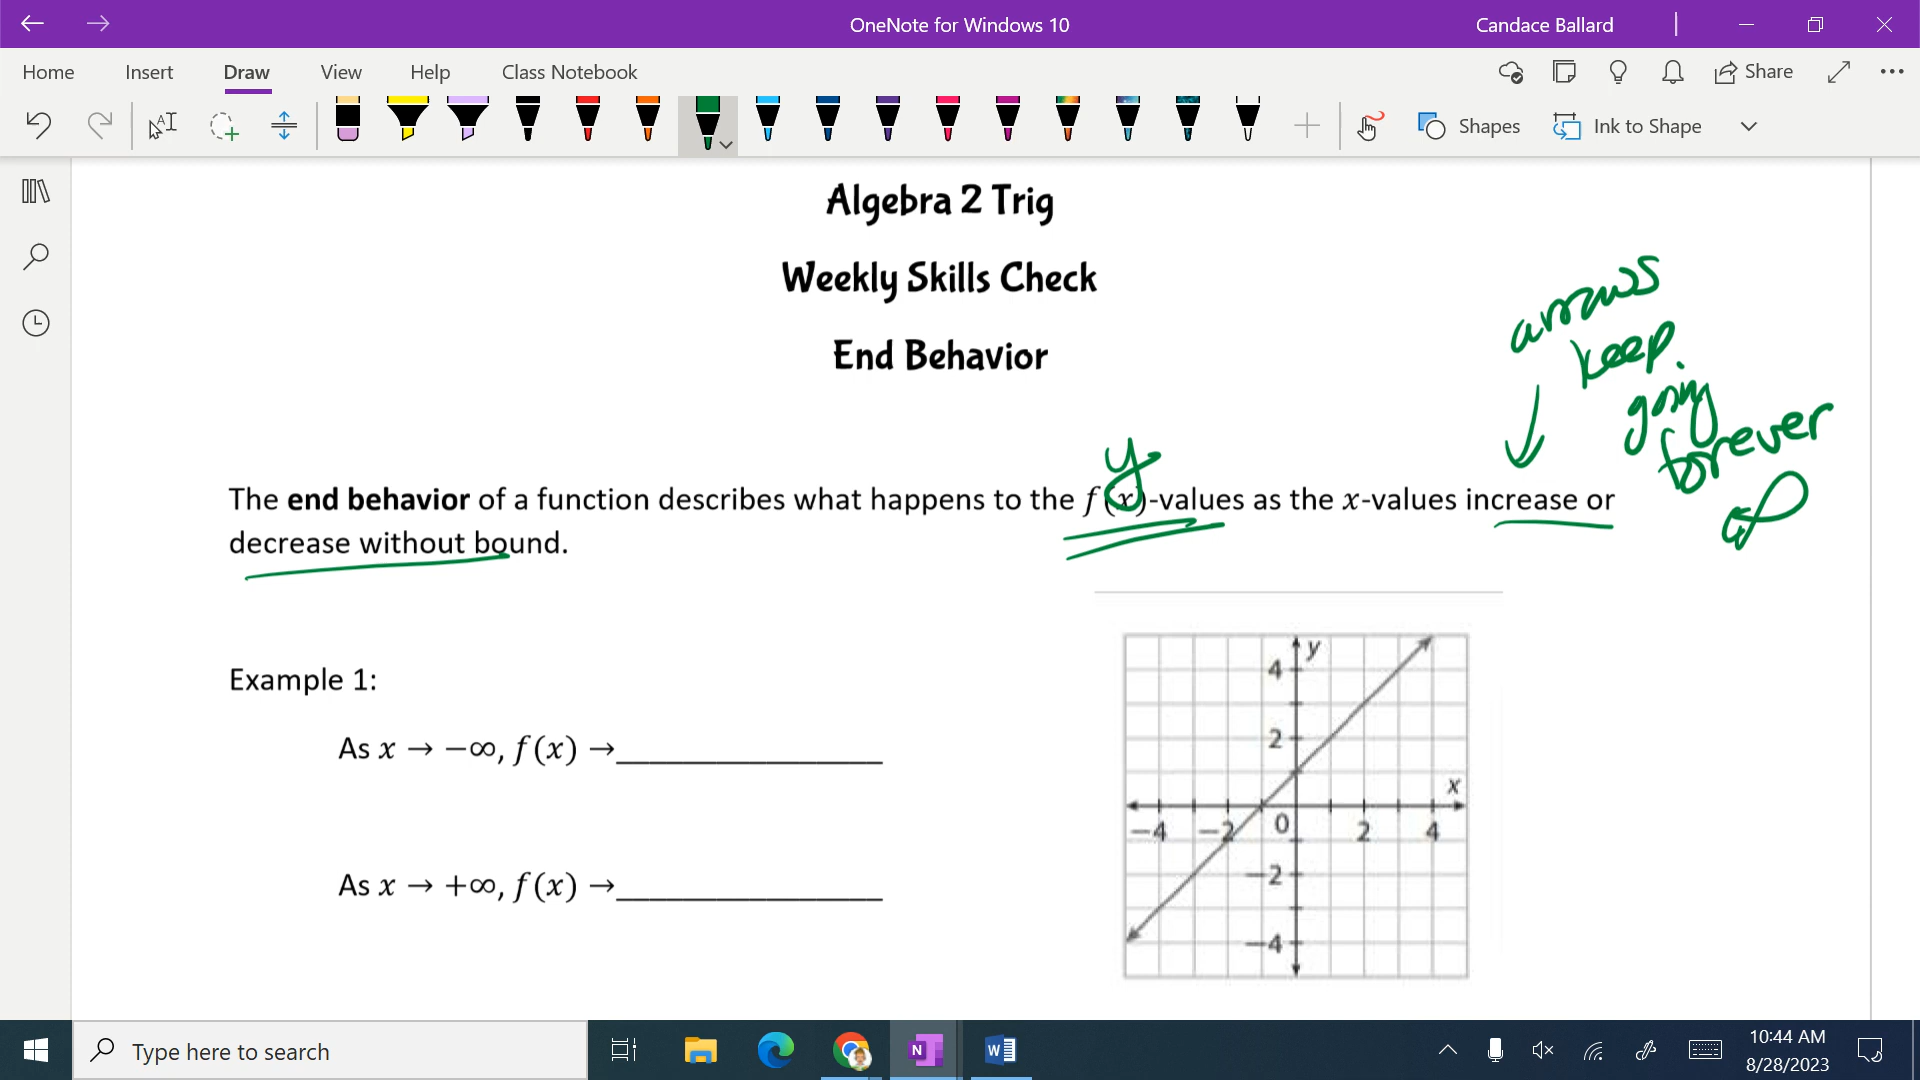 OneNote for Windows 10
Candace Ballard
Home Insert Draw View Help Class Notebook
Share
Shapes
Ink to Shape
Algebra 2 Trig
Weekly Skills Check
End Behavior
arrows
keep
going
forever
∞
y
The end behavior of a function describes what happens to the f(x)-values as the x-values increase or
decrease without bound.
Example 1:
As x → −∞, f(x) →________________
As x → +∞, f(x) →________________
y
4
2
x
−4 −2 0 2 4
−2
−4
Type here to search
10:44 AM
8/28/2023